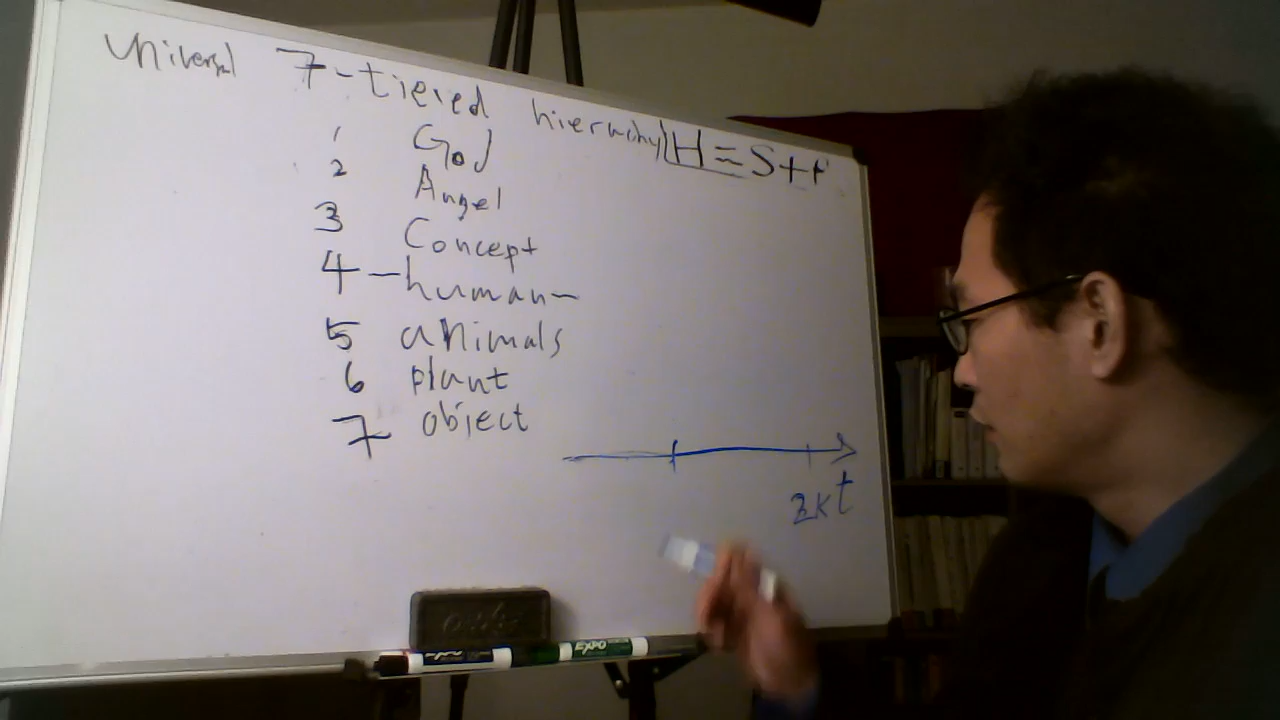 Universal 7-tiered hierarchy H = S+F
1 God
2 Angel
3 Concept
4 - human -
5 animals
6 plant
7 object
2K t
EXPO